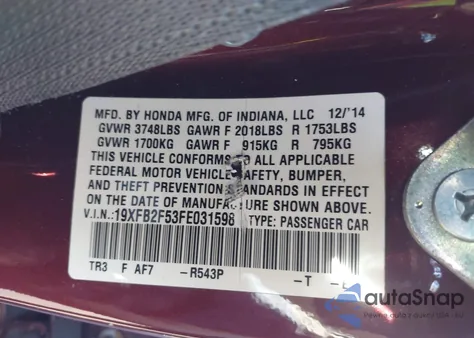 MFD. BY HONDA MFG. OF INDIANA, LLC 12/'14
GVWR 3748LBS GAWR F 2018LBS R 1753LBS
GVWR 1700KG GAWR F 915KG R 795KG
THIS VEHICLE CONFORMS TO ALL APPLICABLE
FEDERAL MOTOR VEHICLE SAFETY, BUMPER,
AND THEFT PREVENTION STANDARDS IN EFFECT
ON THE DATE OF MANUFACTURE SHOWN ABOVE.
V.I.N.: 19XFB2F53FE031598 TYPE: PASSENGER CAR
TR3 F AF7 -R543P -T
autoSnap